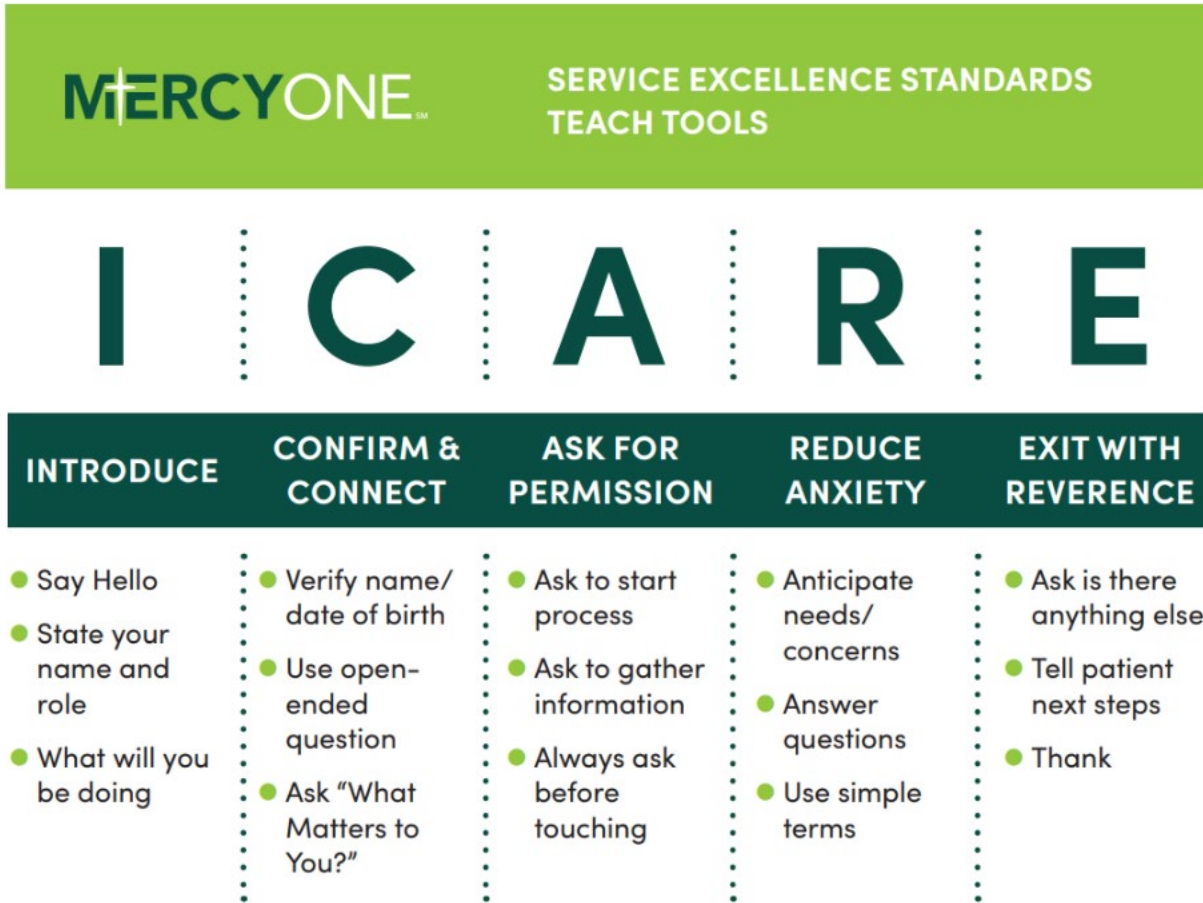 MERCYONE SM
SERVICE EXCELLENCE STANDARDS
TEACH TOOLS
I C A R E
INTRODUCE
Say Hello
State your
name and
role
What will you
be doing
CONFIRM &
CONNECT
Verify name/
date of birth
Use open-
ended
question
Ask “What
Matters to
You?”
ASK FOR
PERMISSION
Ask to start
process
Ask to gather
information
Always ask
before
touching
REDUCE
ANXIETY
Anticipate
needs/
concerns
Answer
questions
Use simple
terms
EXIT WITH
REVERENCE
Ask is there
anything else
Tell patient
next steps
Thank